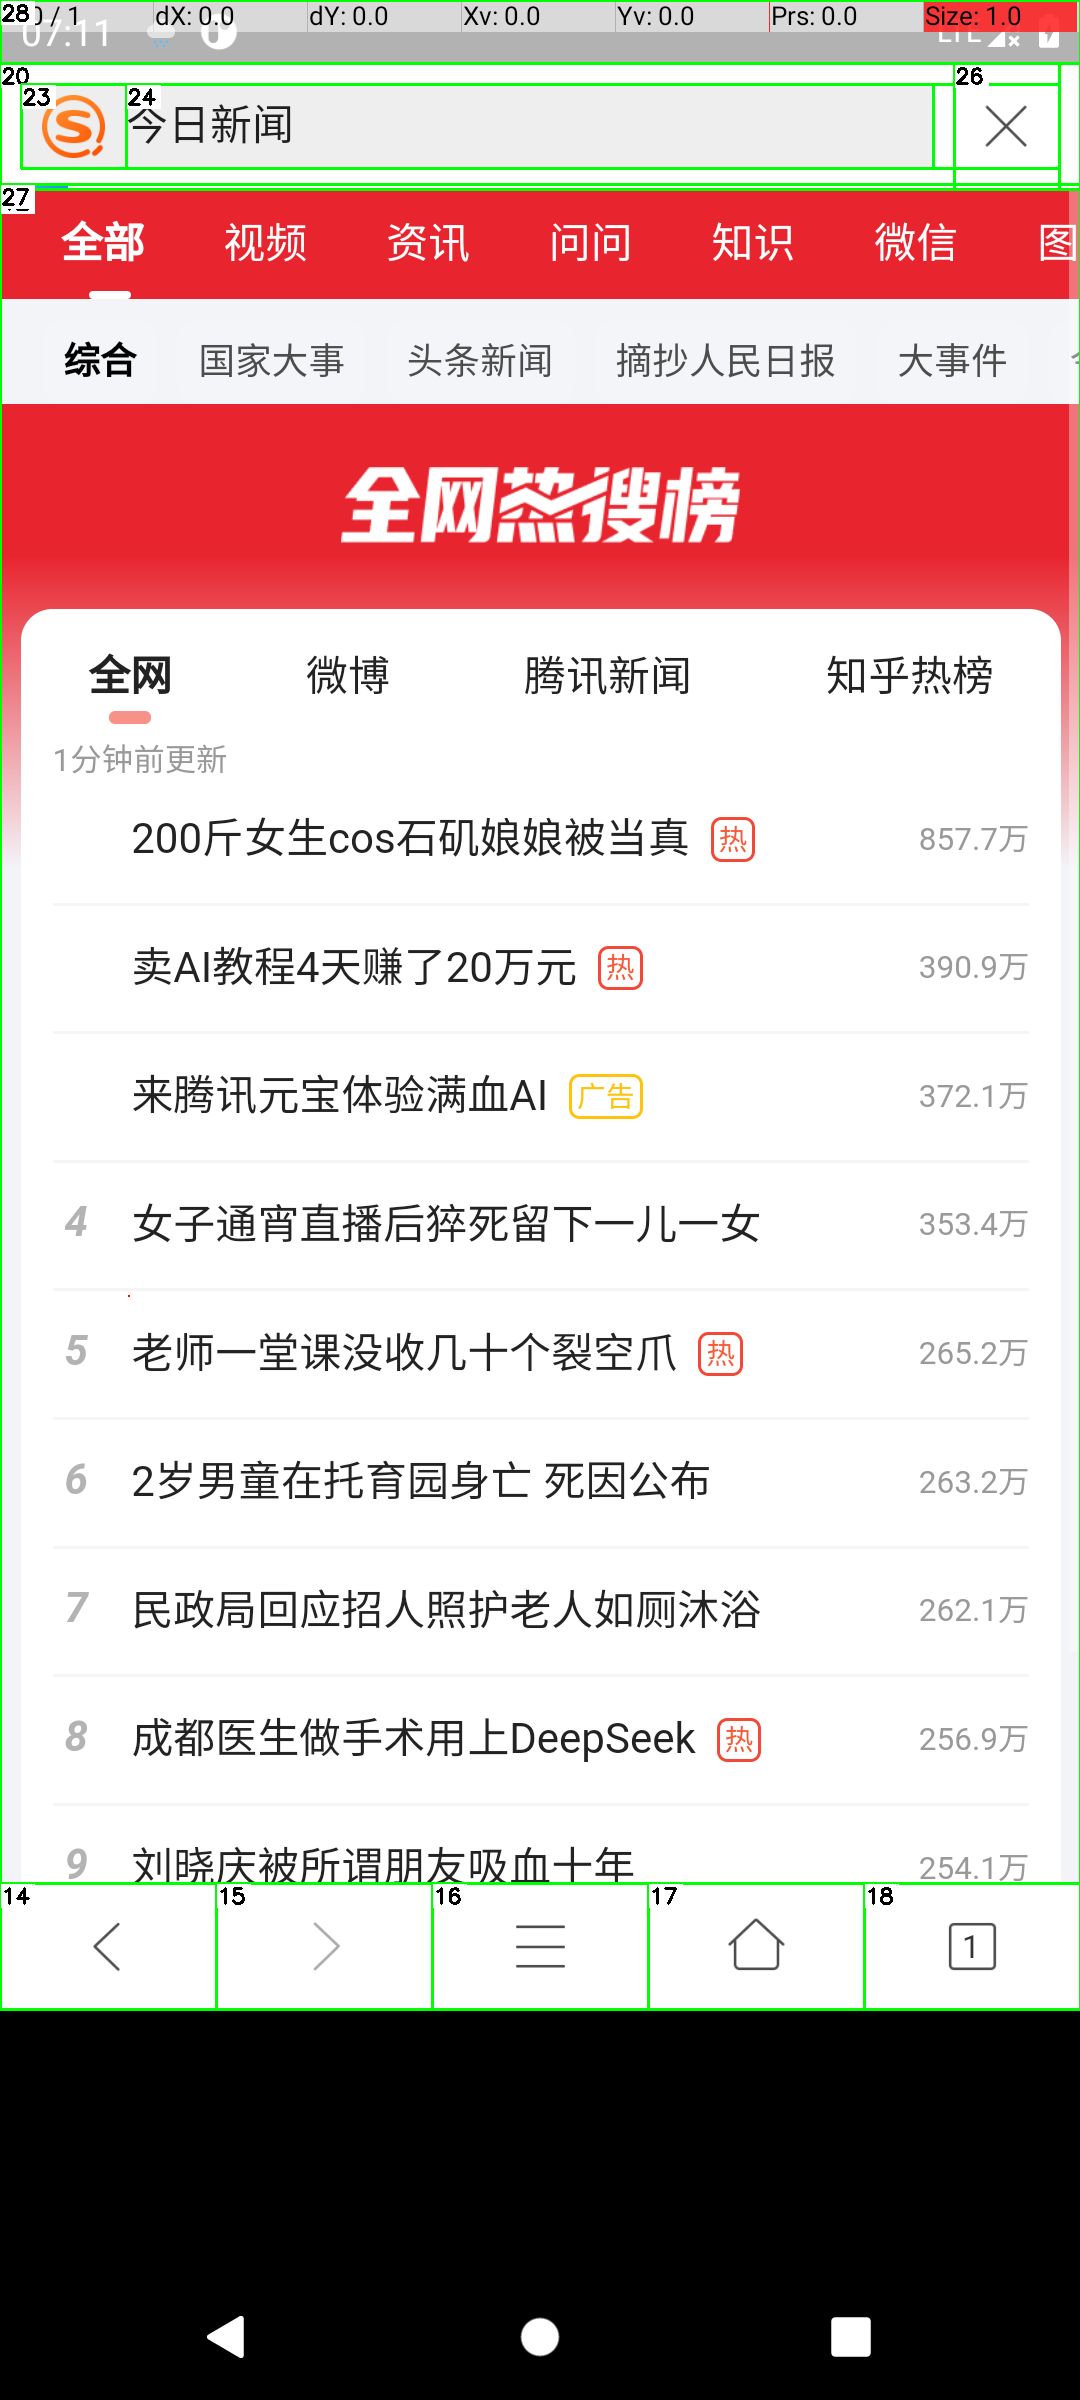 28 0 / 1 dX: 0.0 dY: 0.0 Xv: 0.0 Yv: 0.0 Prs: 0.0 Size: 1.0
07:11 LTE
20 26
23 24 今日新闻
27
全部 视频 资讯 问问 知识 微信 图
综合 国家大事 头条新闻 摘抄人民日报 大事件
全网热搜榜
全网 微博 腾讯新闻 知乎热榜
1分钟前更新
200斤女生cos石矶娘娘被当真 热 857.7万
卖AI教程4天赚了20万元 热 390.9万
来腾讯元宝体验满血AI 广告 372.1万
4 女子通宵直播后猝死留下一儿一女 353.4万
5 老师一堂课没收几十个裂空爪 热 265.2万
6 2岁男童在托育园身亡 死因公布 263.2万
7 民政局回应招人照护老人如厕沐浴 262.1万
8 成都医生做手术用上DeepSeek 热 256.9万
9 刘晓庆被所谓朋友吸血十年 254.1万
14 15 16 17 18
1